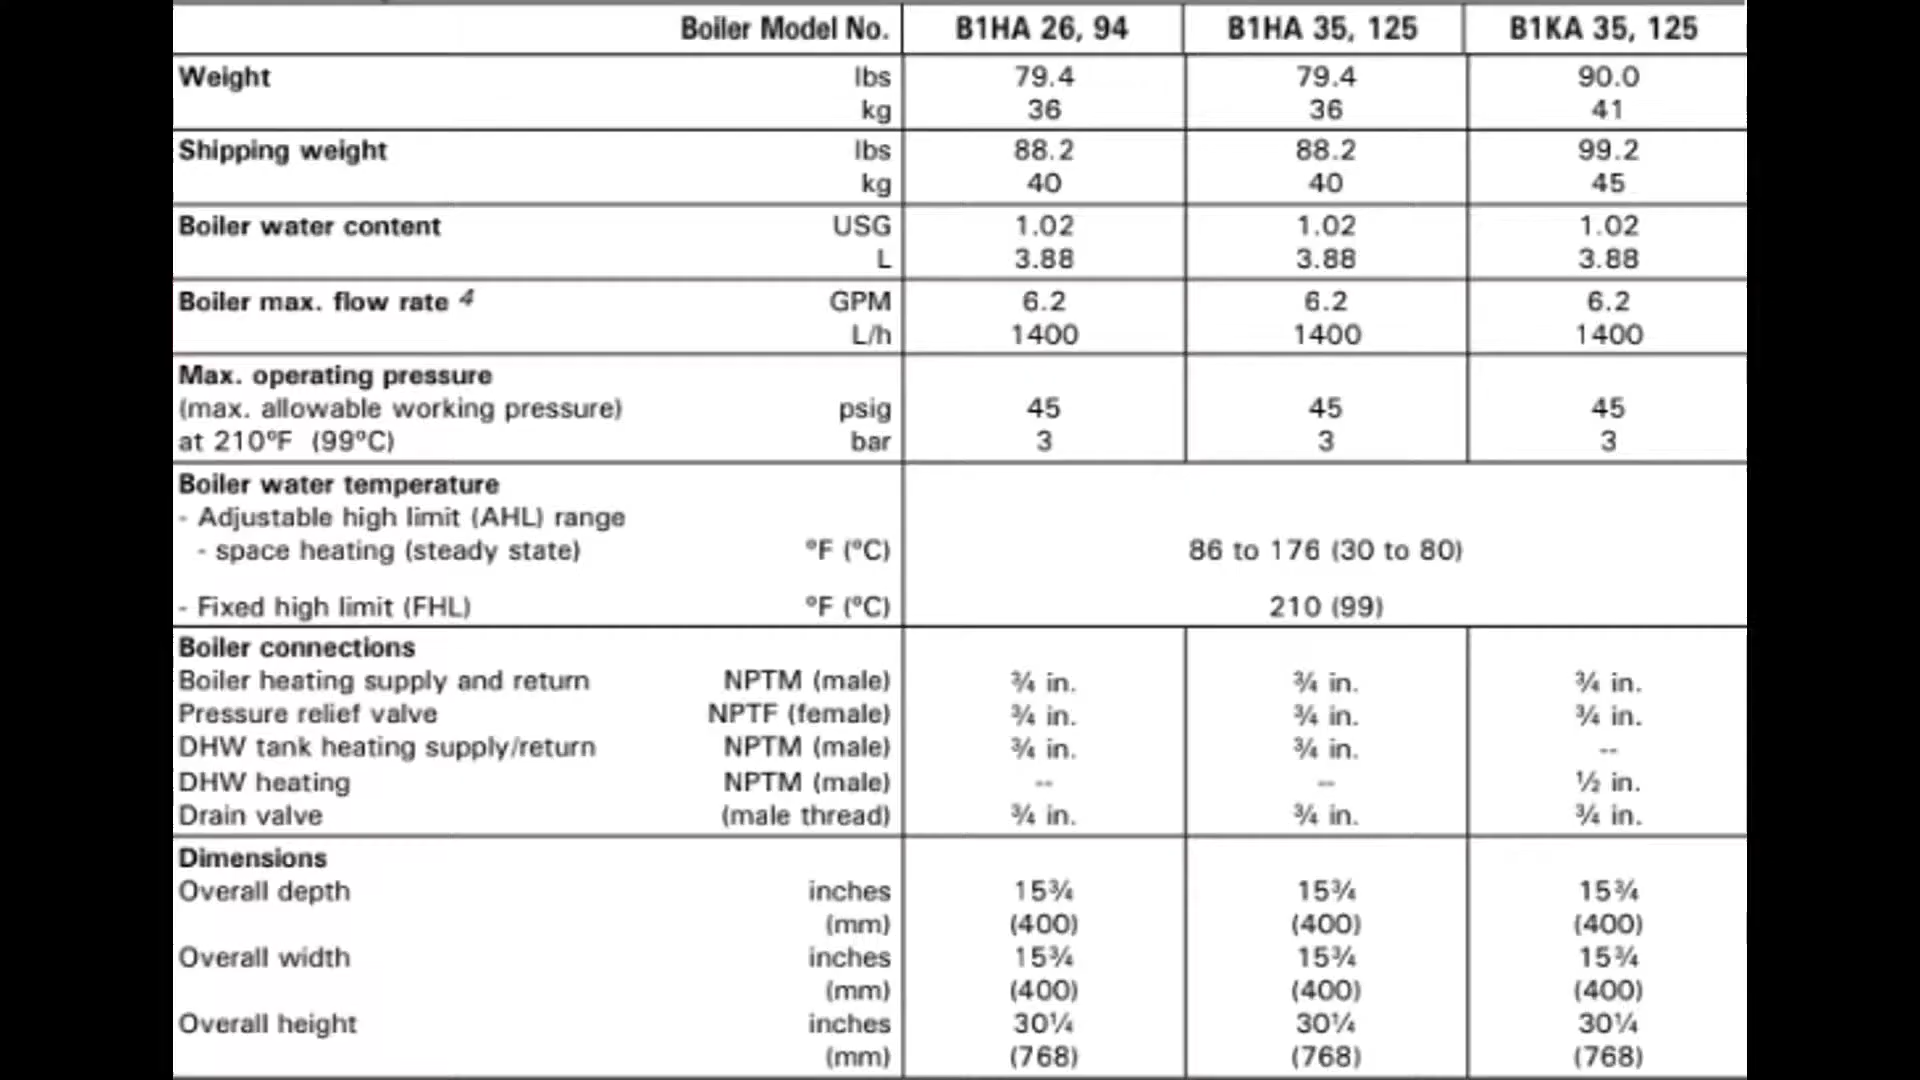 Boiler Model No. B1HA 26, 94 B1HA 35, 125 B1KA 35, 125
Weight lbs 79.4 79.4 90.0
kg 36 36 41
Shipping weight lbs 88.2 88.2 99.2
kg 40 40 45
Boiler water content USG 1.02 1.02 1.02
L 3.88 3.88 3.88
Boiler max. flow rate 4 GPM 6.2 6.2 6.2
L/h 1400 1400 1400
Max. operating pressure
(max. allowable working pressure) psig 45 45 45
at 210ºF (99ºC) bar 3 3 3
Boiler water temperature
- Adjustable high limit (AHL) range
- space heating (steady state) ºF (ºC) 86 to 176 (30 to 80)
- Fixed high limit (FHL) ºF (ºC) 210 (99)
Boiler connections
Boiler heating supply and return NPTM (male) ¾ in. ¾ in. ¾ in.
Pressure relief valve NPTF (female) ¾ in. ¾ in. ¾ in.
DHW tank heating supply/return NPTM (male) ¾ in. ¾ in. --
DHW heating NPTM (male) -- -- ½ in.
Drain valve (male thread) ¾ in. ¾ in. ¾ in.
Dimensions
Overall depth inches 15¾ 15¾ 15¾
(mm) (400) (400) (400)
Overall width inches 15¾ 15¾ 15¾
(mm) (400) (400) (400)
Overall height inches 30¼ 30¼ 30¼
(mm) (768) (768) (768)